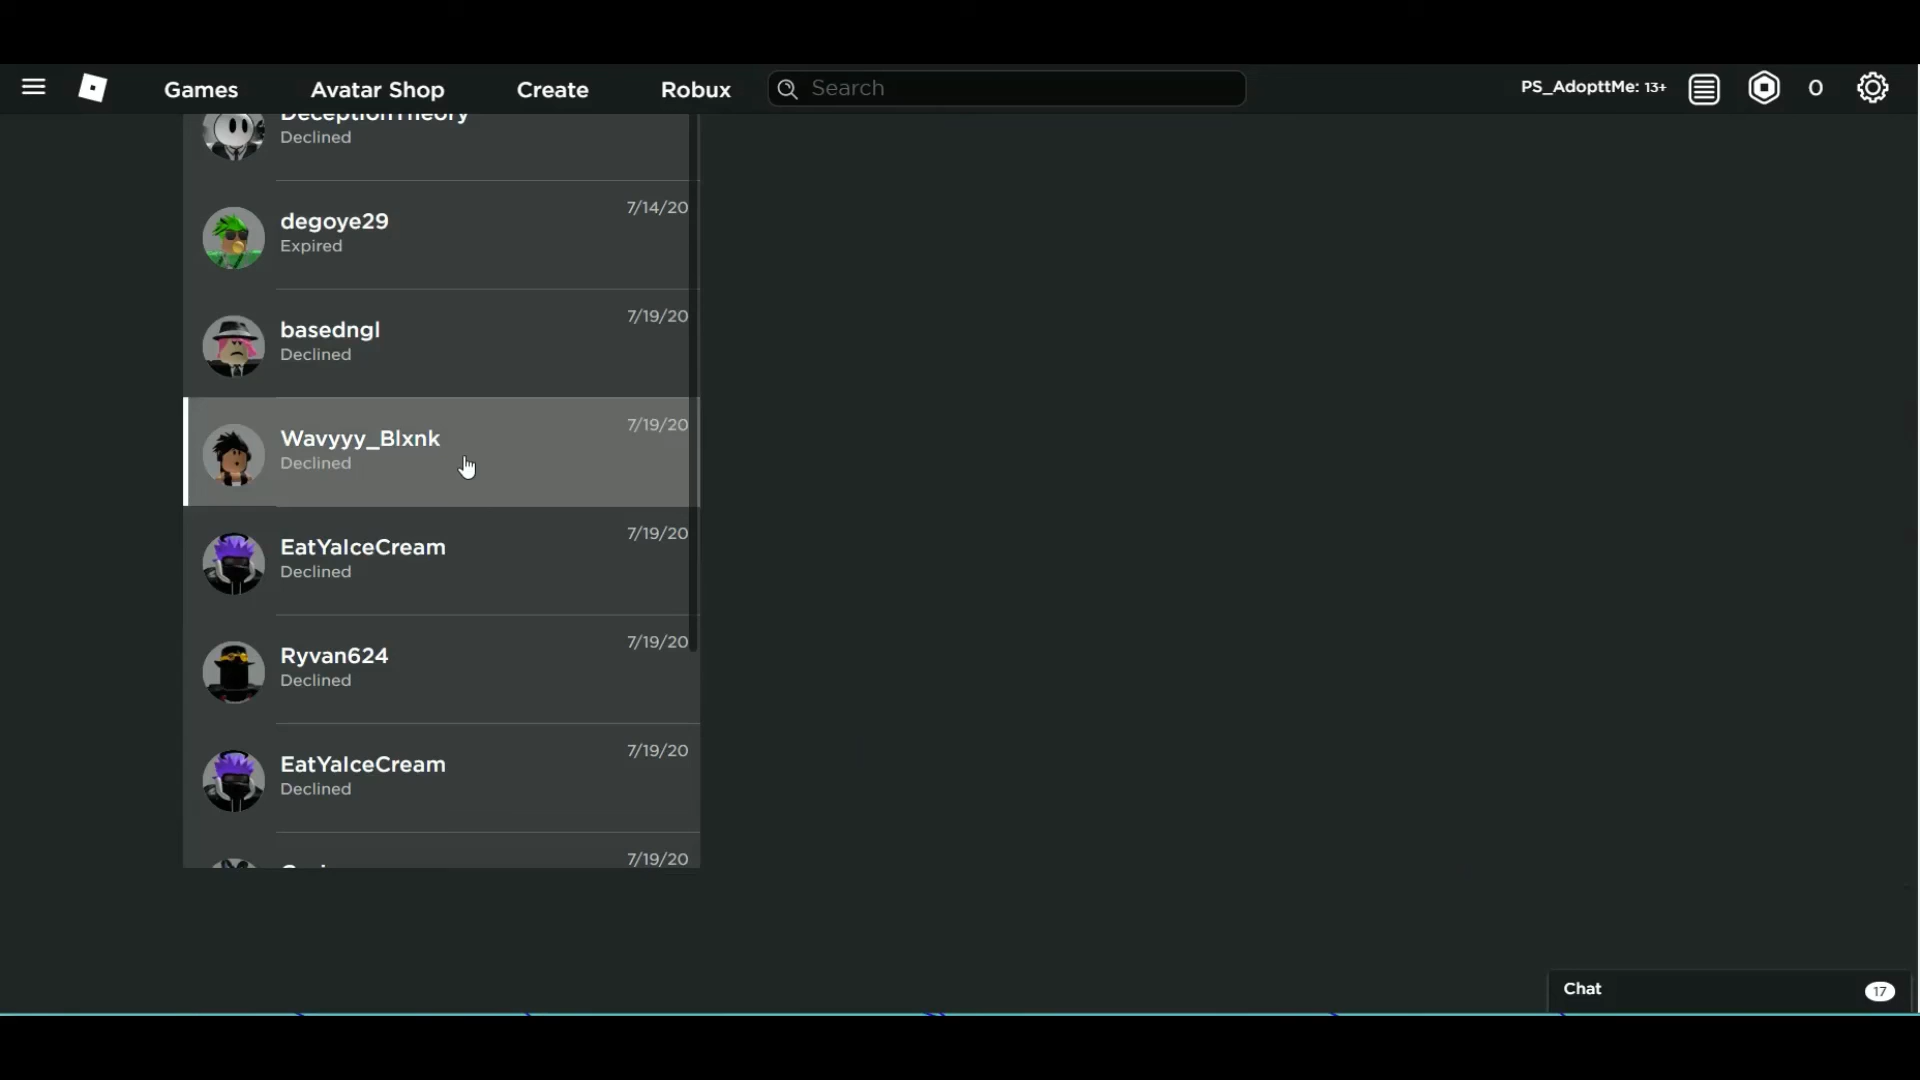 Games Avatar Shop Create Robux Search PS_AdopttMe: 13+ 0
DeceptionTheory
Declined
degoye29 7/14/20
Expired
basedngl 7/19/20
Declined
Wavyyy_Blxnk 7/19/20
Declined
EatYaIceCream 7/19/20
Declined
Ryvan624 7/19/20
Declined
EatYaIceCream 7/19/20
Declined
7/19/20
Chat 17